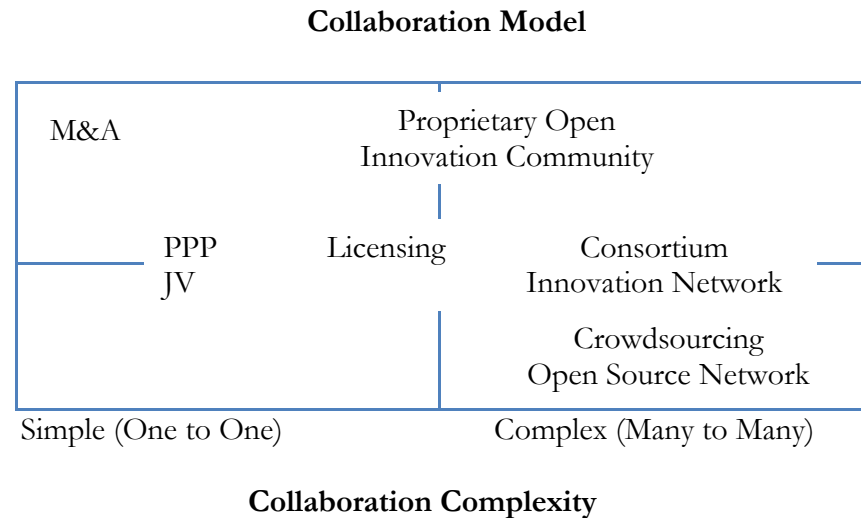 Collaboration Model
M&A
Proprietary Open
Innovation Community
PPP
JV
Licensing
Consortium
Innovation Network
Crowdsourcing
Open Source Network
Simple (One to One)
Complex (Many to Many)
Collaboration Complexity